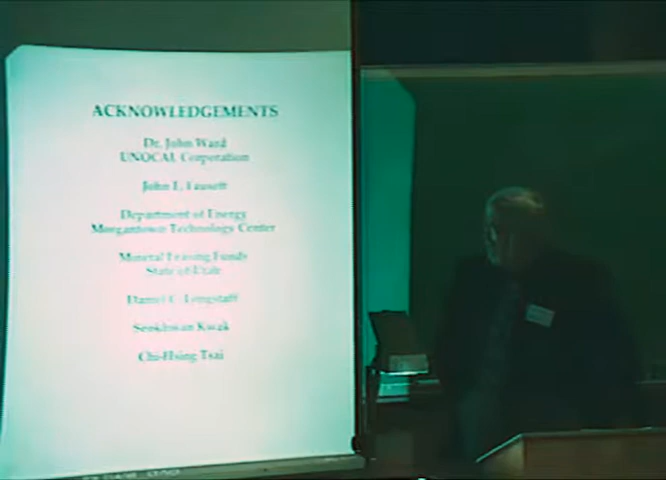 ACKNOWLEDGEMENTS
Dr. John Ward
UNOCAL Corporation
John E. Fausett
Department of Energy
Morgantown Technology Center
Mineral Leasing Funds
State of Utah
Daniel C. Longstaff
Seokhwan Kwak
Chi-Hsing Tsai